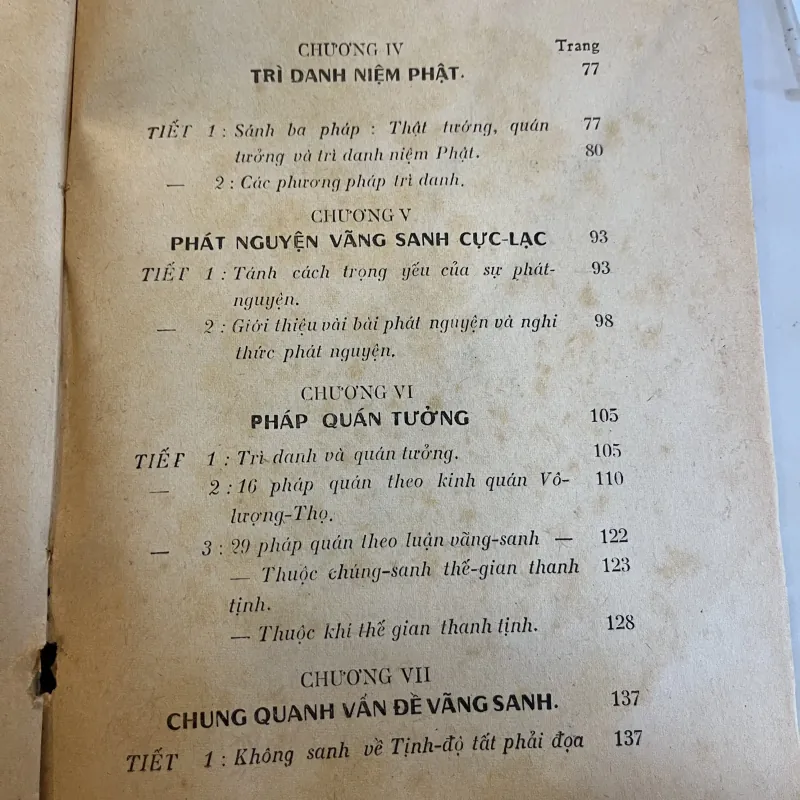 CHƯƠNG IV Trang
TRÌ DANH NIỆM PHẬT. 77
TIẾT 1 : Sánh ba pháp : Thật tướng, quán 77
tưởng và trì danh niệm Phật. 80
— 2 : Các phương pháp trì danh.
CHƯƠNG V
PHÁT NGUYỆN VÃNG SANH CỰC-LẠC 93
TIẾT 1 : Tánh cách trọng yếu của sự phát- 93
nguyện.
— 2 : Giới thiệu vài bài phát nguyện và nghi 98
thức phát nguyện.
CHƯƠNG VI
PHÁP QUÁN TƯỞNG 105
TIẾT 1 : Trì danh và quán tưởng. 105
— 2 : 16 pháp quán theo kinh quán Vô- 110
lượng-Thọ.
— 3 : 29 pháp quán theo luận vãng-sanh — 122
— Thuộc chúng-sanh thế-gian thanh 123
tịnh.
— Thuộc khí thế gian thanh tịnh. 128
CHƯƠNG VII
CHUNG QUANH VẤN ĐỀ VÃNG SANH. 137
TIẾT 1 : Không sanh về Tịnh-độ tất phải đọa 137